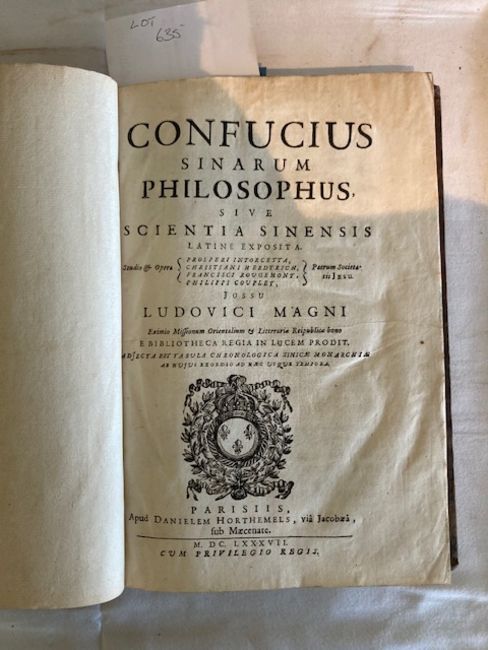 LOT
635
CONFUCIUS
SINARUM
PHILOSOPHUS,
SIVE
SCIENTIA SINENSIS
LATINE EXPOSITA.
Studio & Opera
PROSPERI INTORCETTA,
CHRISTIANI HERDTRICH,
FRANCISCI ROUGEMONT,
PHILIPPI COUPLET,
Patrum Societa-
tis JESU.
JUSSU
LUDOVICI MAGNI
Eximio Missionum Orientalium & Litterariæ Reipublicæ bono
E BIBLIOTHECA REGIA IN LUCEM PRODIT.
ADJECTA EST TABULA CHRONOLOGICA SINICÆ MONARCHIÆ
AB HUJUS EXORDIO AD HÆC USQUE TEMPORA.
PARISIIS,
Apud DANIELEM HORTHEMELS, viâ Jacobæâ,
sub Mæcenate.
M. DC. LXXXVII.
CUM PRIVILEGIO REGIS.